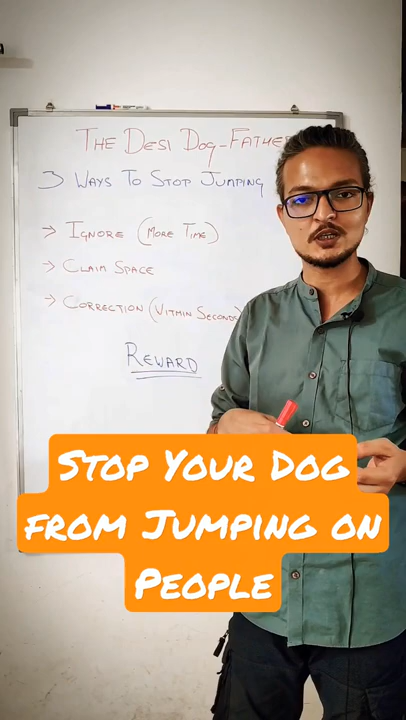 The Desi Dog-Father
3 Ways To Stop Jumping
→ Ignore (More Time)
→ Claim Space
→ Correction (Within Seconds)
Reward
Stop Your Dog
from Jumping on
People